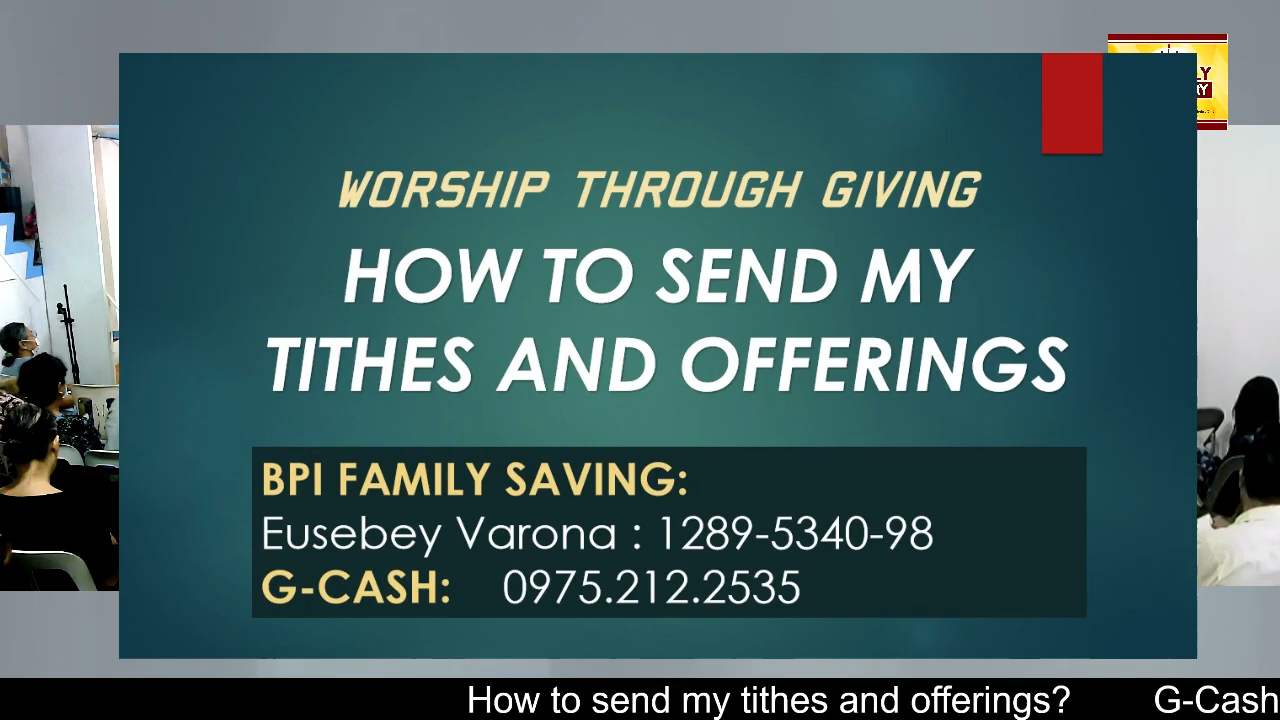 WORSHIP THROUGH GIVING
HOW TO SEND MY
TITHES AND OFFERINGS
BPI FAMILY SAVING:
Eusebey Varona : 1289-5340-98
G-CASH: 0975.212.2535
How to send my tithes and offerings? G-Cash